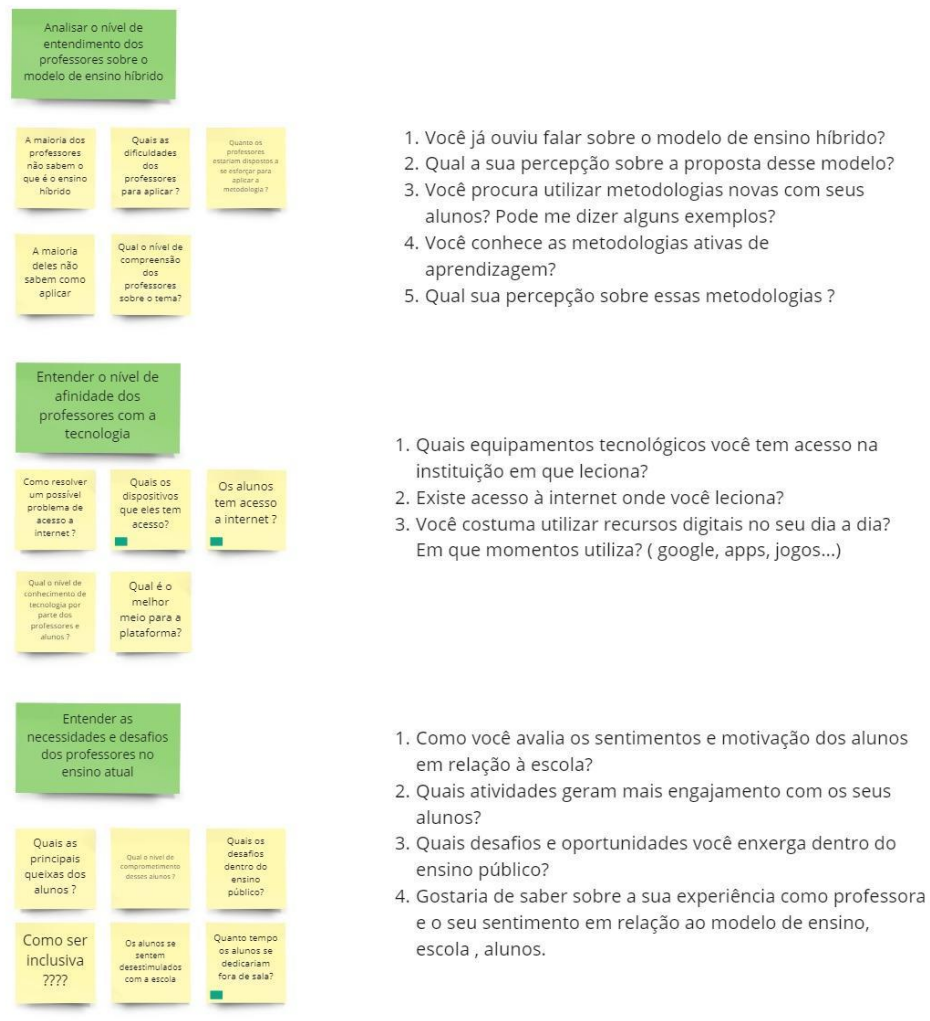 Analisar o nível de
entendimento dos
professores sobre o
modelo de ensino híbrido
A maioria dos
professores
não sabem o
que é o ensino
híbrido
Quais as
dificuldades
dos
professores
para aplicar ?
Quanto os
professores
estariam dispostos a
se esforçar para
aplicar a
metodologia ?
A maioria
deles não
sabem como
aplicar
Qual o nível de
compreensão
dos
professores
sobre o tema?
1. Você já ouviu falar sobre o modelo de ensino híbrido?
2. Qual a sua percepção sobre a proposta desse modelo?
3. Você procura utilizar metodologias novas com seus
alunos? Pode me dizer alguns exemplos?
4. Você conhece as metodologias ativas de
aprendizagem?
5. Qual sua percepção sobre essas metodologias ?
Entender o nível de
afinidade dos
professores com a
tecnologia
Como resolver
um possível
problema de
acesso a
internet ?
Quais os
dispositivos
que eles tem
acesso?
Os alunos
tem acesso
a internet ?
Qual o nível de
conhecimento de
tecnologia por
parte dos
professores e
alunos ?
Qual é o
melhor
meio para a
plataforma?
1. Quais equipamentos tecnológicos você tem acesso na
instituição em que leciona?
2. Existe acesso à internet onde você leciona?
3. Você costuma utilizar recursos digitais no seu dia a dia?
Em que momentos utiliza? ( google, apps, jogos...)
Entender as
necessidades e desafios
dos professores no
ensino atual
Quais as
principais
queixas dos
alunos ?
Qual o nível de
comprometimento
desses alunos ?
Quais os
desafios
dentro do
ensino
público?
Como ser
inclusiva
????
Os alunos se
sentem
desestimulados
com a escola
Quanto tempo
os alunos se
dedicariam
fora de sala?
1. Como você avalia os sentimentos e motivação dos alunos
em relação à escola?
2. Quais atividades geram mais engajamento com os seus
alunos?
3. Quais desafios e oportunidades você enxerga dentro do
ensino público?
4. Gostaria de saber sobre a sua experiência como professora
e o seu sentimento em relação ao modelo de ensino,
escola , alunos.